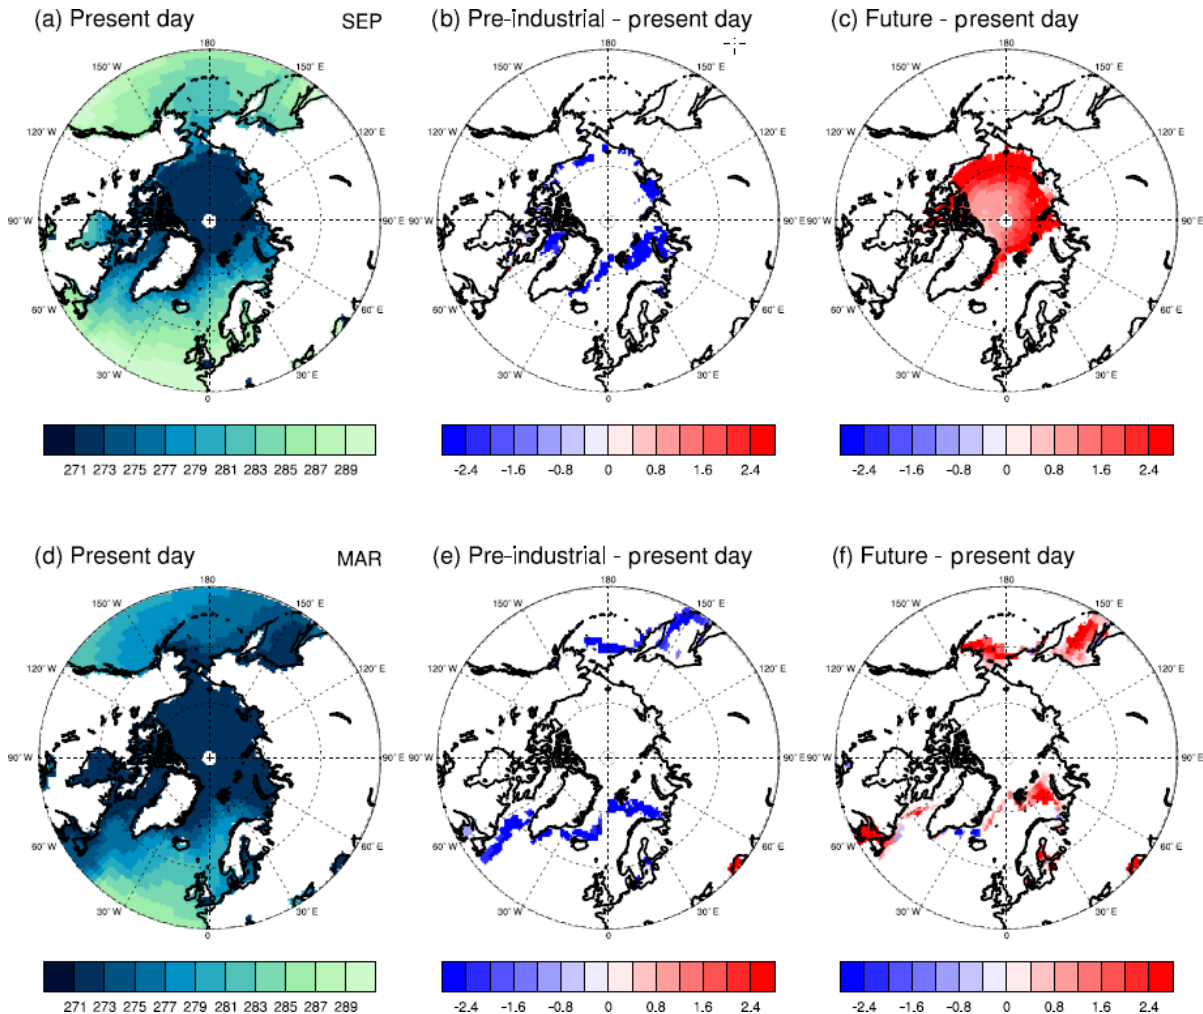 (a) Present day SEP
(b) Pre-industrial - present day
(c) Future - present day
180
150° W
150° E
120° W
120° E
90° W
90° E
60° W
60° E
30° W
30° E
0
180
150° W
150° E
120° W
120° E
90° W
90° E
60° W
60° E
30° W
30° E
0
180
150° W
150° E
120° W
120° E
90° W
90° E
60° W
60° E
30° W
30° E
0
271 273 275 277 279 281 283 285 287 289
-2.4 -1.6 -0.8 0 0.8 1.6 2.4
-2.4 -1.6 -0.8 0 0.8 1.6 2.4
(d) Present day MAR
(e) Pre-industrial - present day
(f) Future - present day
180
150° W
150° E
120° W
120° E
90° W
90° E
60° W
60° E
30° W
30° E
0
180
150° W
150° E
120° W
120° E
90° W
90° E
60° W
60° E
30° W
30° E
0
180
150° W
150° E
120° W
120° E
90° W
90° E
60° W
60° E
30° W
30° E
0
271 273 275 277 279 281 283 285 287 289
-2.4 -1.6 -0.8 0 0.8 1.6 2.4
-2.4 -1.6 -0.8 0 0.8 1.6 2.4